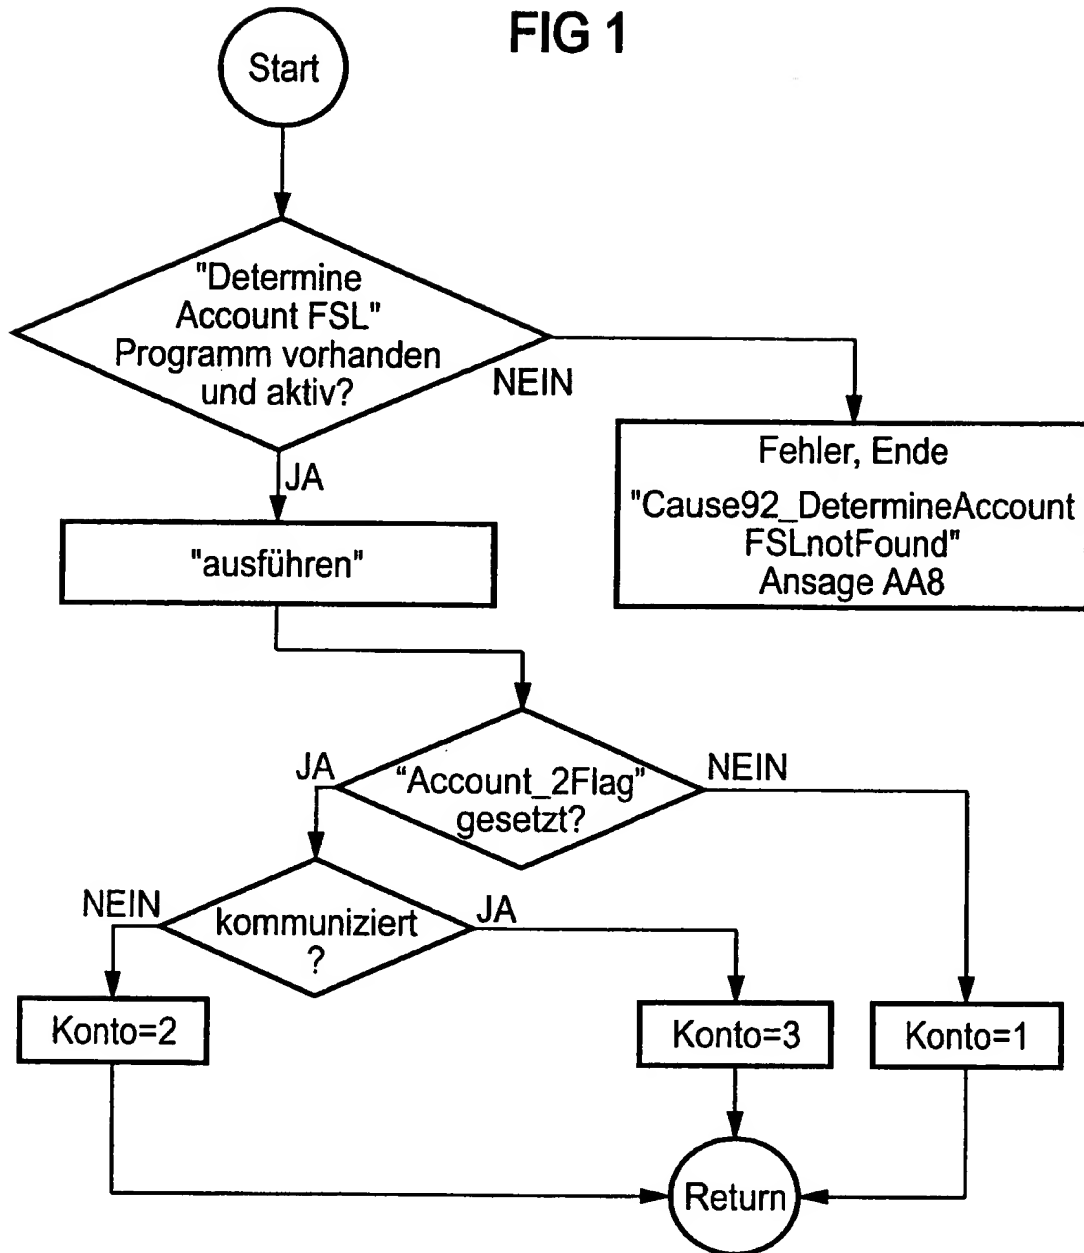 FIG 1
Start
"Determine
Account FSL"
Programm vorhanden
und aktiv?
NEIN
JA
Fehler, Ende
"Cause92_DetermineAccount
FSLnotFound"
Ansage AA8
"ausführen"
JA
"Account_2Flag"
gesetzt?
NEIN
NEIN
kommuniziert
?
JA
Konto=2
Konto=3
Konto=1
Return